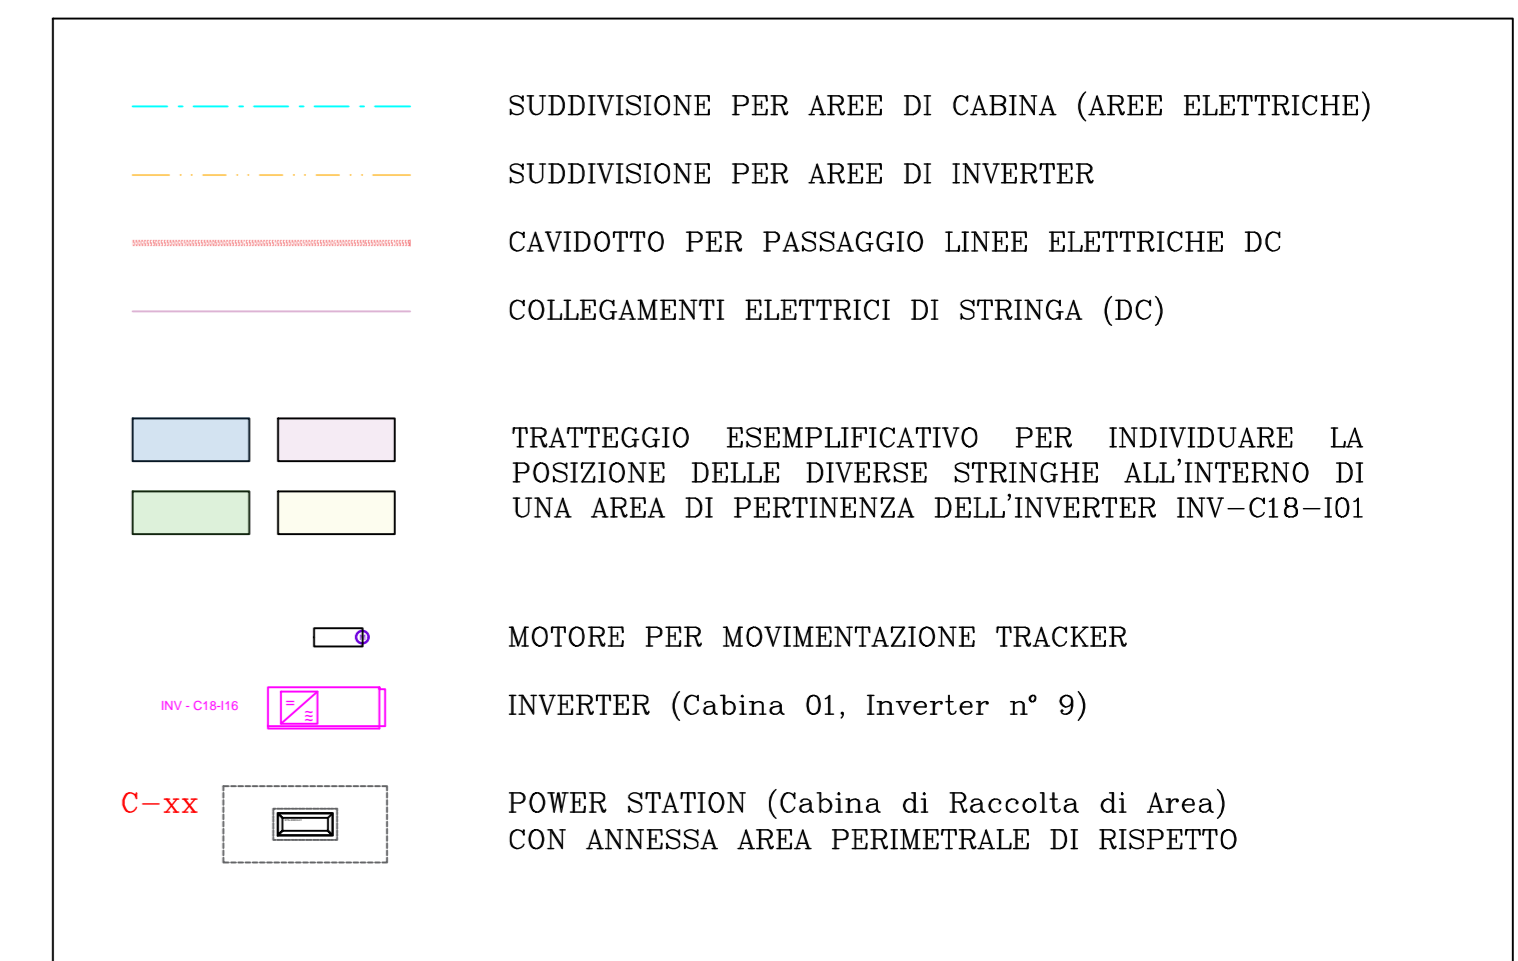 SUDDIVISIONE PER AREE DI CABINA (AREE ELETTRICHE)
SUDDIVISIONE PER AREE DI INVERTER
CAVIDOTTO PER PASSAGGIO LINEE ELETTRICHE DC
COLLEGAMENTI ELETTRICI DI STRINGA (DC)
TRATTEGGIO ESEMPLIFICATIVO PER INDIVIDUARE LA
POSIZIONE DELLE DIVERSE STRINGHE ALL'INTERNO DI
UNA AREA DI PERTINENZA DELL'INVERTER INV-C18-I01
MOTORE PER MOVIMENTAZIONE TRACKER
INV - C18-I16
INVERTER (Cabina 01, Inverter n° 9)
C-xx
POWER STATION (Cabina di Raccolta di Area)
CON ANNESSA AREA PERIMETRALE DI RISPETTO